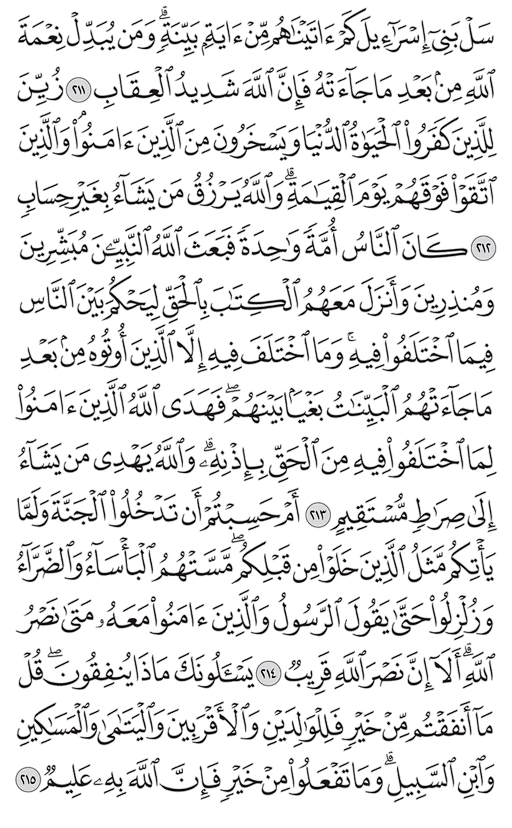 سَلْ بَنِىٓ إِسْرَٰٓءِيلَ كَمْ ءَاتَيْنَٰهُم مِّنْ ءَايَةٍۭ بَيِّنَةٍۗ وَمَن يُبَدِّلْ نِعْمَةَ
ٱللَّهِ مِنۢ بَعْدِ مَا جَآءَتْهُ فَإِنَّ ٱللَّهَ شَدِيدُ ٱلْعِقَابِ ٢١١ زُيِّنَ
لِلَّذِينَ كَفَرُوا۟ ٱلْحَيَوٰةُ ٱلدُّنْيَا وَيَسْخَرُونَ مِنَ ٱلَّذِينَ ءَامَنُوا۟ۘ وَٱلَّذِينَ
ٱتَّقَوْا۟ فَوْقَهُمْ يَوْمَ ٱلْقِيَٰمَةِۗ وَٱللَّهُ يَرْزُقُ مَن يَشَآءُ بِغَيْرِ حِسَابٍ
٢١٢ كَانَ ٱلنَّاسُ أُمَّةً وَٰحِدَةً فَبَعَثَ ٱللَّهُ ٱلنَّبِيِّـۧنَ مُبَشِّرِينَ
وَمُنذِرِينَ وَأَنزَلَ مَعَهُمُ ٱلْكِتَٰبَ بِٱلْحَقِّ لِيَحْكُمَ بَيْنَ ٱلنَّاسِ
فِيمَا ٱخْتَلَفُوا۟ فِيهِۚ وَمَا ٱخْتَلَفَ فِيهِ إِلَّا ٱلَّذِينَ أُوتُوهُ مِنۢ بَعْدِ
مَا جَآءَتْهُمُ ٱلْبَيِّنَٰتُ بَغْيًۢا بَيْنَهُمْۖ فَهَدَى ٱللَّهُ ٱلَّذِينَ ءَامَنُوا۟
لِمَا ٱخْتَلَفُوا۟ فِيهِ مِنَ ٱلْحَقِّ بِإِذْنِهِۦۗ وَٱللَّهُ يَهْدِى مَن يَشَآءُ
إِلَىٰ صِرَٰطٍ مُّسْتَقِيمٍ ٢١٣ أَمْ حَسِبْتُمْ أَن تَدْخُلُوا۟ ٱلْجَنَّةَ وَلَمَّا
يَأْتِكُم مَّثَلُ ٱلَّذِينَ خَلَوْا۟ مِن قَبْلِكُمۖ مَّسَّتْهُمُ ٱلْبَأْسَآءُ وَٱلضَّرَّآءُ
وَزُلْزِلُوا۟ حَتَّىٰ يَقُولَ ٱلرَّسُولُ وَٱلَّذِينَ ءَامَنُوا۟ مَعَهُۥ مَتَىٰ نَصْرُ
ٱللَّهِۗ أَلَآ إِنَّ نَصْرَ ٱللَّهِ قَرِيبٌ ٢١٤ يَسْـَٔلُونَكَ مَاذَا يُنفِقُونَۖ قُلْ
مَآ أَنفَقْتُم مِّنْ خَيْرٍ فَلِلْوَٰلِدَيْنِ وَٱلْأَقْرَبِينَ وَٱلْيَتَٰمَىٰ وَٱلْمَسَٰكِينِ
وَٱبْنِ ٱلسَّبِيلِۗ وَمَا تَفْعَلُوا۟ مِنْ خَيْرٍ فَإِنَّ ٱللَّهَ بِهِۦ عَلِيمٌ ٢١٥